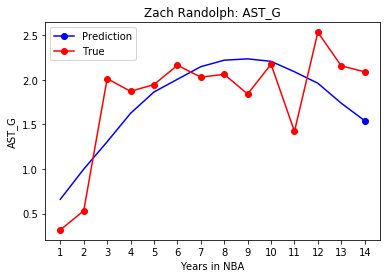 Zach Randolph: AST_G
Prediction
True
2.5
2.0
1.5
1.0
0.5
AST_G
1 2 3 4 5 6 7 8 9 10 11 12 13 14
Years in NBA